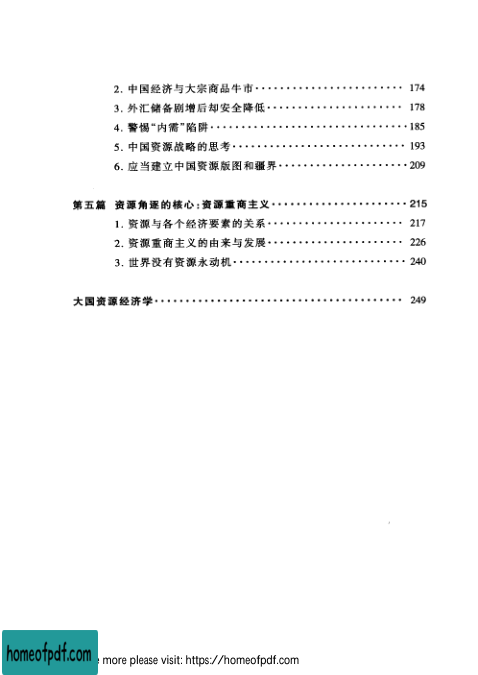 2. 中国经济与大宗商品牛市························ 174
3. 外汇储备剧增后却安全降低······················ 178
4. 警惕“内需”陷阱································185
5. 中国资源战略的思考···························· 193
6. 应当建立中国资源版图和疆界·····················209
第五篇 资源角逐的核心:资源重商主义······················215
1. 资源与各个经济要素的关系······················ 217
2. 资源重商主义的由来与发展······················ 226
3. 世界没有资源永动机···························· 240
大国资源经济学········································ 249
homeofpdf.com
more please visit: https://homeofpdf.com